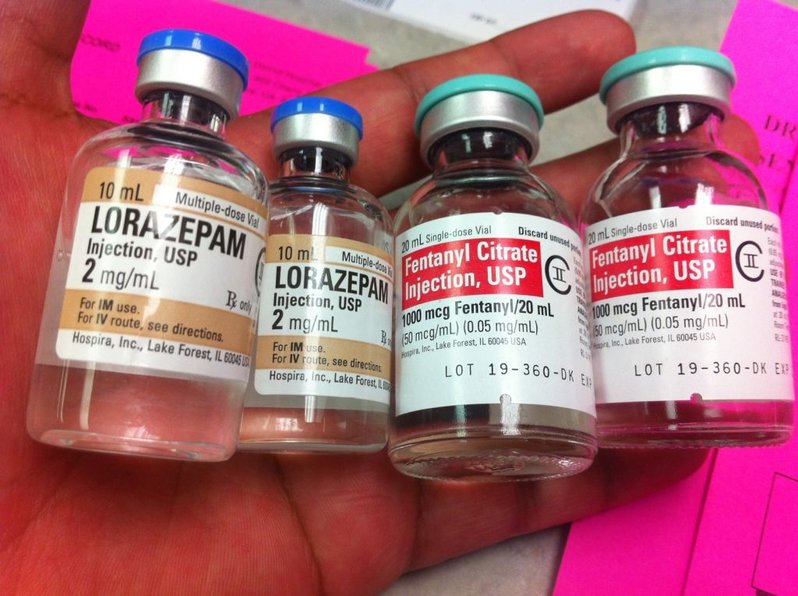 10 mL
Multiple-dose Vial
LORAZEPAM
Injection, USP
2 mg/mL
Rx only
For IM use.
For IV route, see directions.
Hospira, Inc., Lake Forest, IL 60045 USA
10 mL
Multiple-dose
LORAZEPAM
Injection, USP
2 mg/mL
For IM use.
For IV route, see directions.
Hospira, Inc., Lake Forest, IL 60045
20 mL Single-dose Vial
Discard unused
Fentanyl Citrate
Injection, USP
CII
1000 mcg Fentanyl/20 mL
(50 mcg/mL) (0.05 mg/mL)
Hospira, Inc., Lake Forest, IL 60045 USA
LOT 19-360-DK EXP
20 mL Single-dose Vial
Discard unused
Fentanyl Citrate
Injection, USP
CII
1000 mcg Fentanyl/20 mL
(50 mcg/mL) (0.05 mg/mL)
Hospira, Inc., Lake Forest, IL 60045 USA
LOT 19-360-DK EX
DR